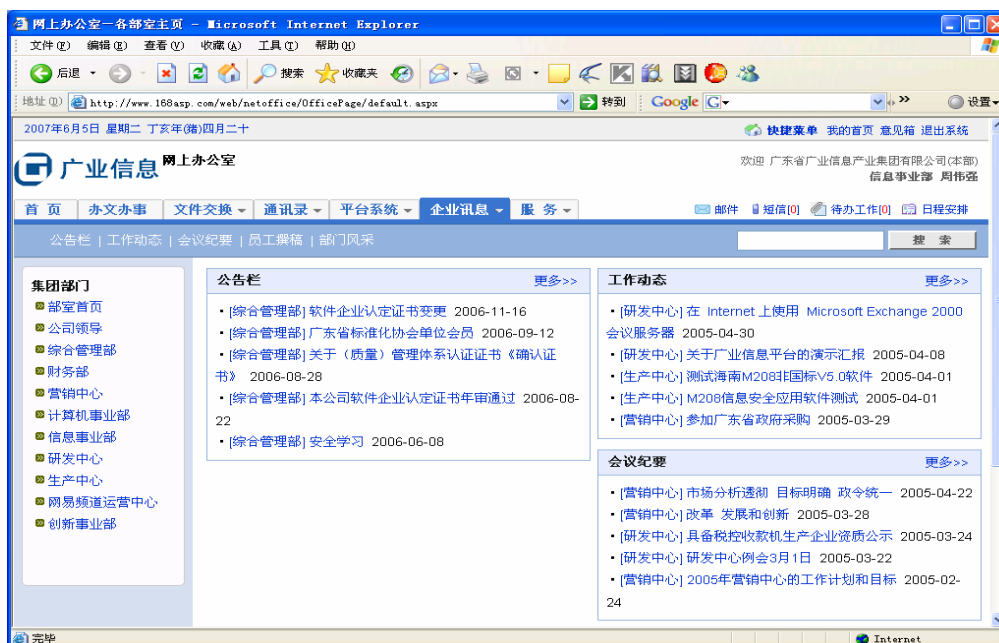 网上办公室—各部室主页 - Microsoft Internet Explorer
文件(F) 编辑(E) 查看(V) 收藏(A) 工具(T) 帮助(H)
后退 搜索 收藏夹
地址(D) http://www.168asp.com/web/netoffice/OfficePage/default.aspx 转到 Google G 设置
2007年6月5日 星期二 丁亥年(猪)四月二十 快捷菜单 我的首页 意见箱 退出系统
广业信息 网上办公室
欢迎 广东省广业信息产业集团有限公司(本部)
信息事业部 周伟强
首 页 办文办事 文件交换 通讯录 平台系统 企业讯息 服 务 邮件 短信[0] 待办工作[0] 日程安排
公告栏 | 工作动态 | 会议纪要 | 员工撰稿 | 部门风采 搜 索
集团部门
部室首页
公司领导
综合管理部
财务部
营销中心
计算机事业部
信息事业部
研发中心
生产中心
网易频道运营中心
创新事业部
公告栏 更多>>
・[综合管理部] 软件企业认定证书变更 2006-11-16
・[综合管理部] 广东省标准化协会单位会员 2006-09-12
・[综合管理部] 关于（质量）管理体系认证证书《确认证
书》 2006-08-28
・[综合管理部] 本公司软件企业认定证书年审通过 2006-08-
22
・[综合管理部] 安全学习 2006-06-08
工作动态 更多>>
・[研发中心] 在 Internet 上使用 Microsoft Exchange 2000
会议服务器 2005-04-30
・[研发中心] 关于广业信息平台的演示汇报 2005-04-08
・[生产中心] 测试海南M208非国标V5.0软件 2005-04-01
・[生产中心] M208信息安全应用软件测试 2005-04-01
・[营销中心] 参加广东省政府采购 2005-03-29
会议纪要 更多>>
・[营销中心] 市场分析透彻 目标明确 政令统一 2005-04-22
・[营销中心] 改革 发展和创新 2005-03-28
・[研发中心] 具备税控收款机生产企业资质公示 2005-03-24
・[研发中心] 研发中心例会3月1日 2005-03-22
・[营销中心] 2005年营销中心的工作计划和目标 2005-02-
24
完毕 Internet